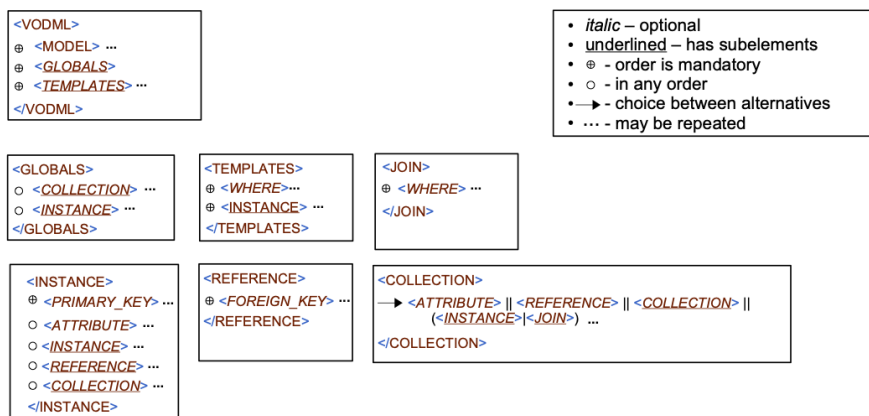 <VODML>
⊕ <MODEL> ...
⊕ <GLOBALS>
⊕ <TEMPLATES> ...
</VODML>
• italic – optional
• underlined – has subelements
• ⊕ - order is mandatory
• ○ - in any order
• → - choice between alternatives
• ... - may be repeated
<GLOBALS>
○ <COLLECTION> ...
○ <INSTANCE> ...
</GLOBALS>
<TEMPLATES>
⊕ <WHERE>...
⊕ <INSTANCE> ...
</TEMPLATES>
<JOIN>
⊕ <WHERE> ...
</JOIN>
<INSTANCE>
⊕ <PRIMARY_KEY> ...
○ <ATTRIBUTE> ...
○ <INSTANCE> ...
○ <REFERENCE> ...
○ <COLLECTION> ...
</INSTANCE>
<REFERENCE>
⊕ <FOREIGN_KEY> ...
</REFERENCE>
<COLLECTION>
→ <ATTRIBUTE> || <REFERENCE> || <COLLECTION> ||
(<INSTANCE>|<JOIN>) ...
</COLLECTION>